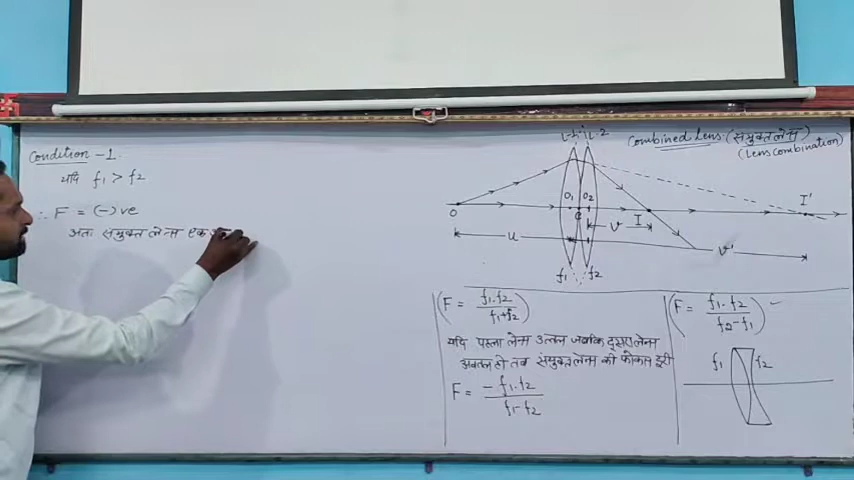 Condition-1.
यदि f₁ > f₂
∴ F = (-)ve
अतः संयुक्त लेन्स एक
Combined Lens (संयुक्त लेन्स)
(Lens Combination)
L-1 L-2
O₁ O₂
O C I I'
u v v'
f₁ f₂
(F = f₁.f₂ / f₁+f₂)
यदि पहला लेन्स उत्तल जबकि दूसरा लेन्स
अवतल हो तब संयुक्त लेन्स की फोकस दूरी
F = -f₁.f₂ / f₁-f₂
(F = f₁.f₂ / f₂-f₁)
f₁ f₂